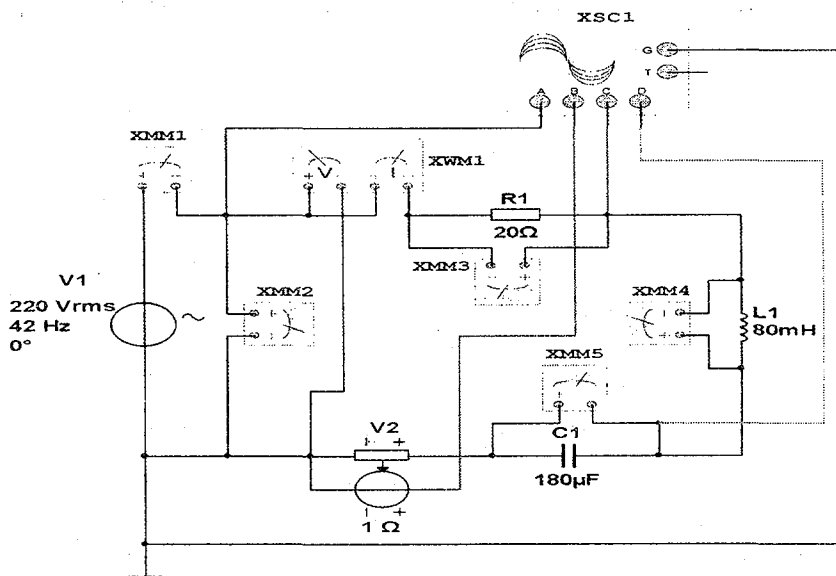 XSC1
G
T
A B C D
XMM1
XWM1
V I
R1
20Ω
XMM3
V1
220 Vrms
42 Hz
0°
XMM2
XMM4
L1
80mH
XMM5
V2
C1
180µF
1 Ω